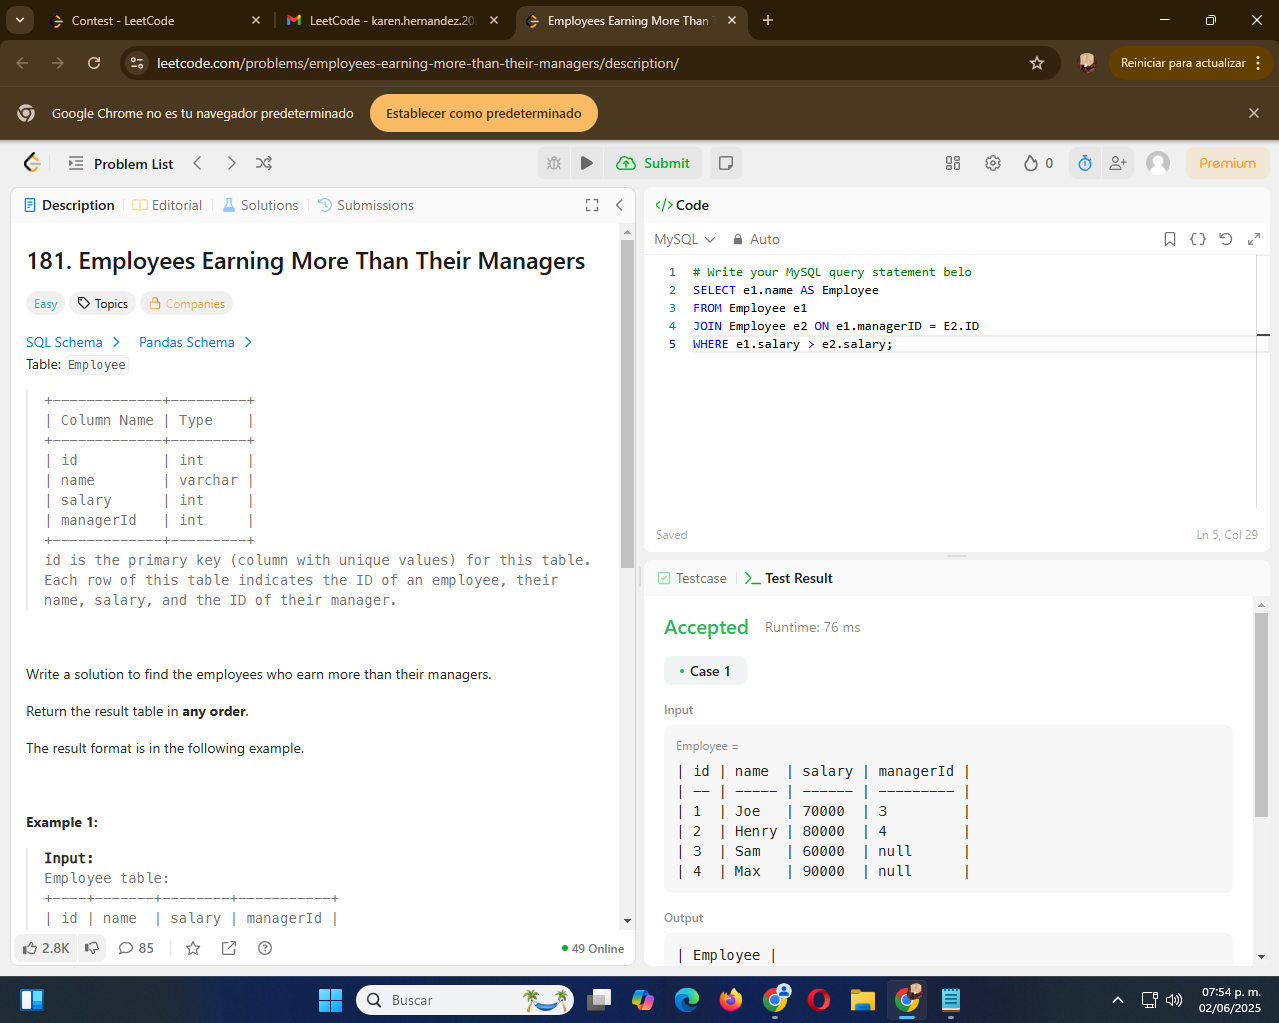 Contest - LeetCode
LeetCode - karen.hernandez.20
Employees Earning More Than T
leetcode.com/problems/employees-earning-more-than-their-managers/description/
Reiniciar para actualizar
Google Chrome no es tu navegador predeterminado
Establecer como predeterminado
Problem List
Submit
0
Premium
Description
Editorial
Solutions
Submissions
181. Employees Earning More Than Their Managers
Easy
Topics
Companies
SQL Schema
Pandas Schema
Table: Employee
+-------------+---------+
| Column Name | Type    |
+-------------+---------+
| id          | int     |
| name        | varchar |
| salary      | int     |
| managerId   | int     |
+-------------+---------+
id is the primary key (column with unique values) for this table.
Each row of this table indicates the ID of an employee, their
name, salary, and the ID of their manager.
Write a solution to find the employees who earn more than their managers.
Return the result table in any order.
The result format is in the following example.
Example 1:
Input:
Employee table:
+----+-------+--------+-----------+
| id | name  | salary | managerId |
2.8K
85
49 Online
</> Code
MySQL
Auto
1 # Write your MySQL query statement belo
2 SELECT e1.name AS Employee
3 FROM Employee e1
4 JOIN Employee e2 ON e1.managerID = E2.ID
5 WHERE e1.salary > e2.salary;
Saved
Ln 5, Col 29
Testcase
Test Result
Accepted
Runtime: 76 ms
• Case 1
Input
Employee =
| id | name  | salary | managerId |
| -- | ----- | ------ | --------- |
| 1  | Joe   | 70000  | 3         |
| 2  | Henry | 80000  | 4         |
| 3  | Sam   | 60000  | null      |
| 4  | Max   | 90000  | null      |
Output
| Employee |
Buscar
07:54 p. m.
02/06/2025